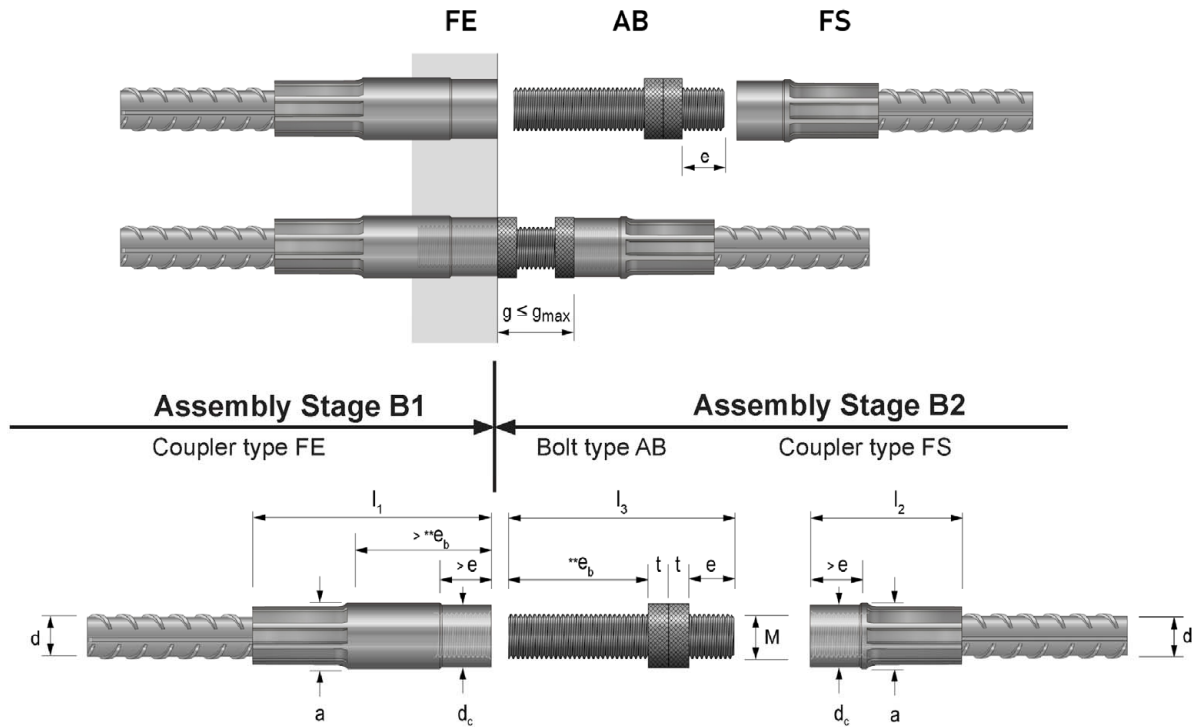 FE AB FS
e
g ≤ gmax
Assembly Stage B1 Assembly Stage B2
Coupler type FE Bolt type AB Coupler type FS
l1 l3 l2
> **eb
> e **eb t t e > e
d M d
a dc dc a